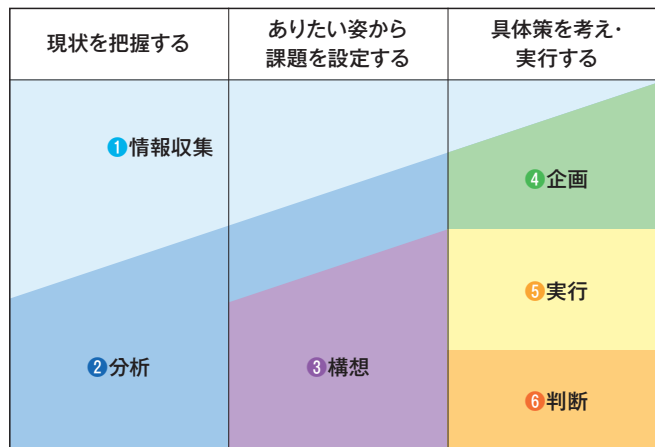 現状を把握する
ありたい姿から
課題を設定する
具体策を考え・
実行する
❶情報収集
❷分析
❸構想
❹企画
❺実行
❻判断